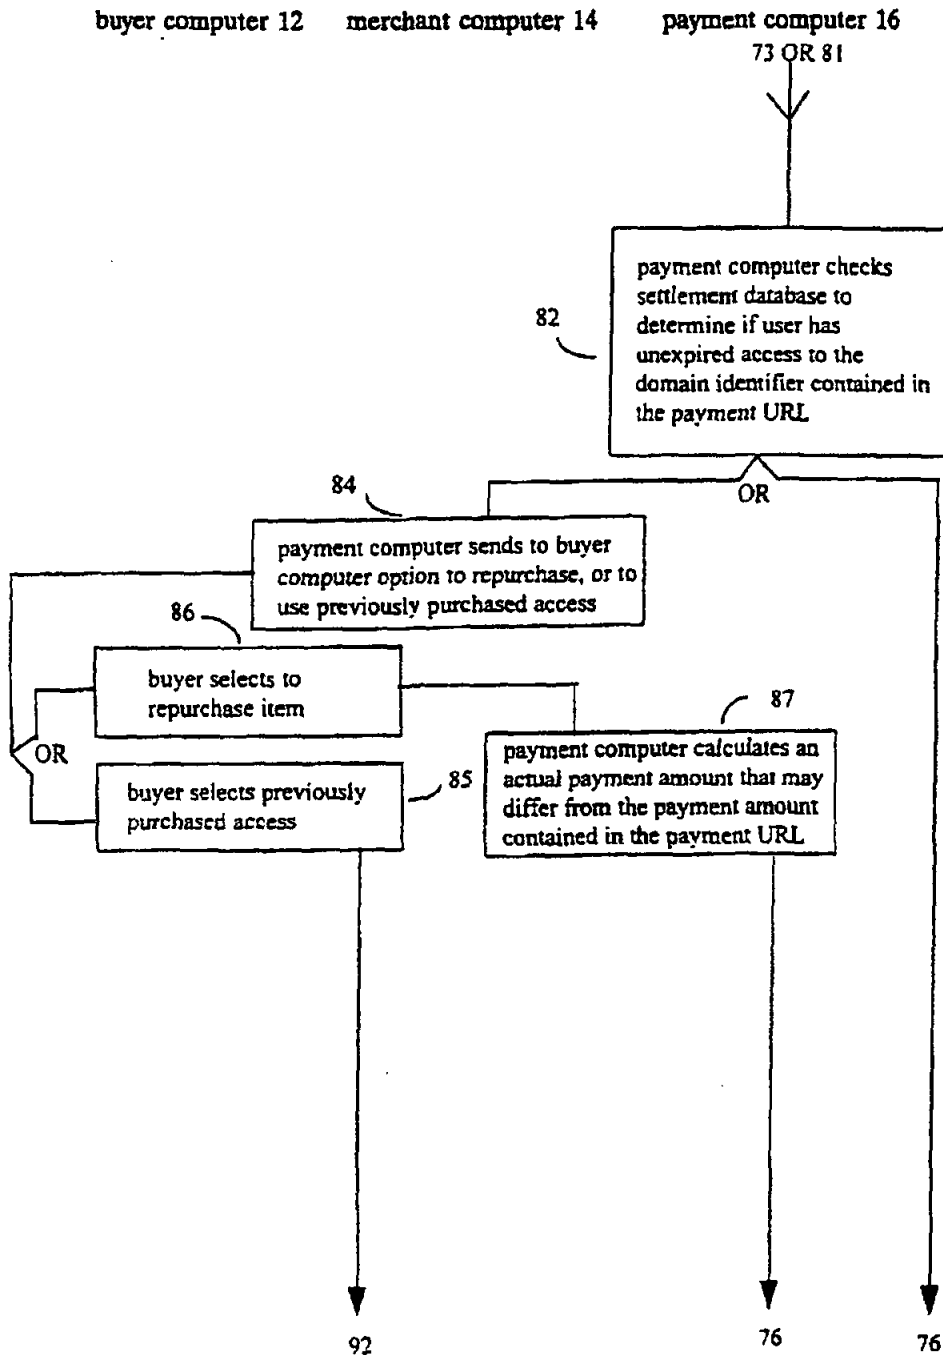 buyer computer 12 merchant computer 14 payment computer 16
73 OR 81
payment computer checks
settlement database to
determine if user has
unexpired access to the
domain identifier contained in
the payment URL
82
OR
84
payment computer sends to buyer
computer option to repurchase, or to
use previously purchased access
86
buyer selects to
repurchase item
87
OR
payment computer calculates an
actual payment amount that may
differ from the payment amount
contained in the payment URL
buyer selects previously
purchased access
85
92
76
76